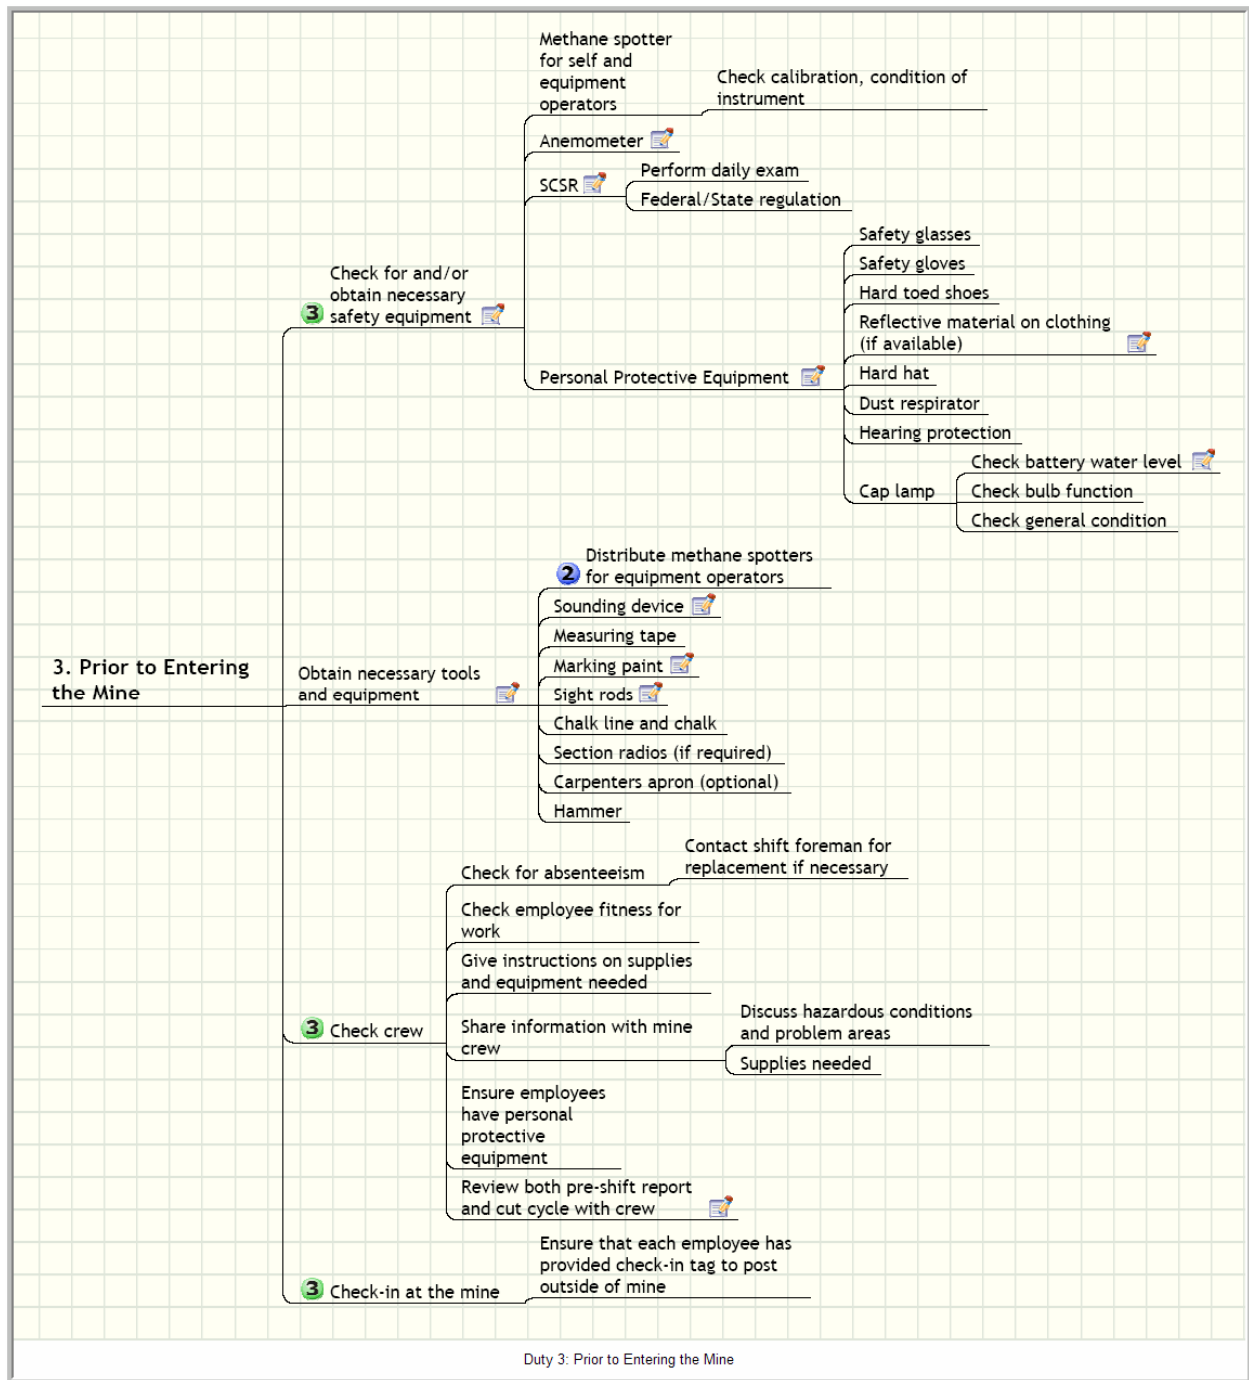 Methane spotter
for self and
equipment
operators
Check calibration, condition of
instrument
Anemometer
SCSR
Perform daily exam
Federal/State regulation
Check for and/or
obtain necessary
3 safety equipment
Personal Protective Equipment
Safety glasses
Safety gloves
Hard toed shoes
Reflective material on clothing
(if available)
Hard hat
Dust respirator
Hearing protection
Cap lamp
Check battery water level
Check bulb function
Check general condition
3. Prior to Entering
the Mine
Obtain necessary tools
and equipment
Distribute methane spotters
2 for equipment operators
Sounding device
Measuring tape
Marking paint
Sight rods
Chalk line and chalk
Section radios (if required)
Carpenters apron (optional)
Hammer
3 Check crew
Check for absenteeism
Contact shift foreman for
replacement if necessary
Check employee fitness for
work
Give instructions on supplies
and equipment needed
Share information with mine
crew
Discuss hazardous conditions
and problem areas
Supplies needed
Ensure employees
have personal
protective
equipment
Review both pre-shift report
and cut cycle with crew
3 Check-in at the mine
Ensure that each employee has
provided check-in tag to post
outside of mine
Duty 3: Prior to Entering the Mine